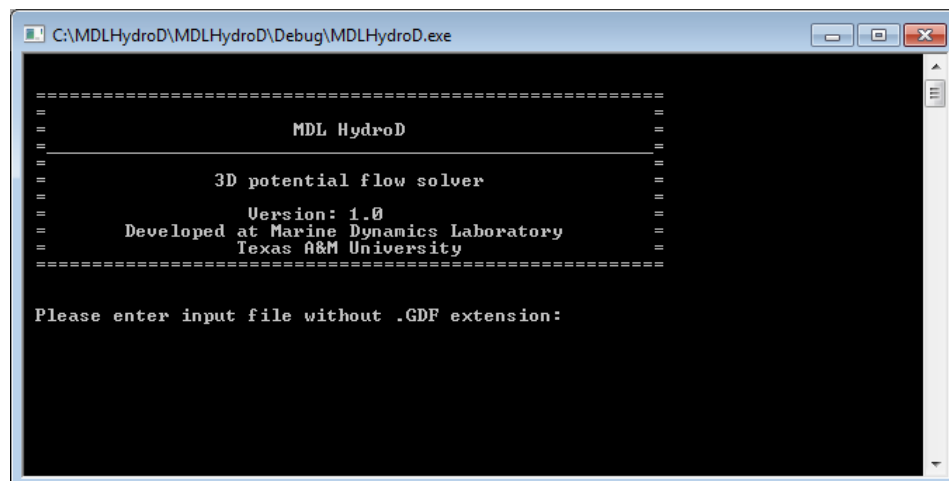 C:\MDLHydroD\MDLHydroD\Debug\MDLHydroD.exe
=========================================================
= =
= MDL HydroD =
=_______________________________________________________=
= =
= 3D potential flow solver =
= =
= Version: 1.0 =
= Developed at Marine Dynamics Laboratory =
= Texas A&M University =
=========================================================
Please enter input file without .GDF extension: